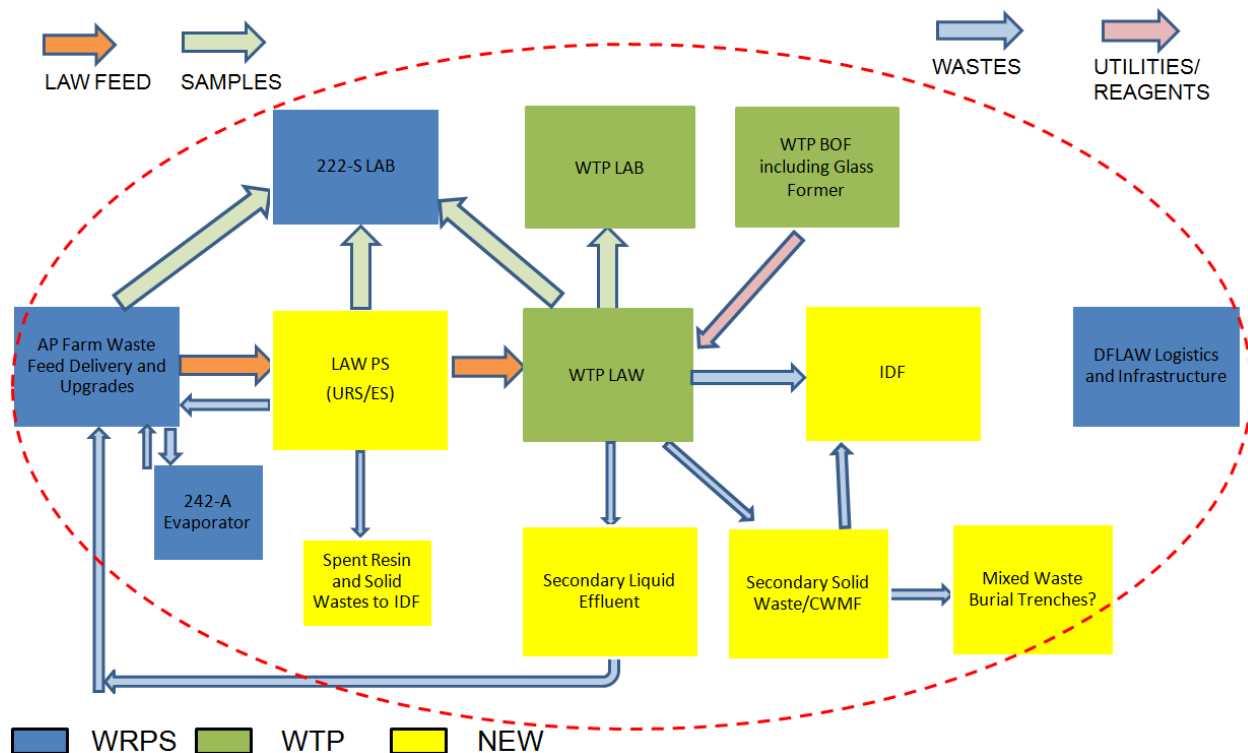 LAW FEED
SAMPLES
WASTES
UTILITIES/
REAGENTS
222-S LAB
WTP LAB
WTP BOF
including Glass
Former
AP Farm Waste
Feed Delivery and
Upgrades
LAW PS
(URS/ES)
WTP LAW
IDF
DFLAW Logistics
and Infrastructure
242-A
Evaporator
Spent Resin
and Solid
Wastes to IDF
Secondary Liquid
Effluent
Secondary Solid
Waste/CWMF
Mixed Waste
Burial Trenches?
WRPS
WTP
NEW